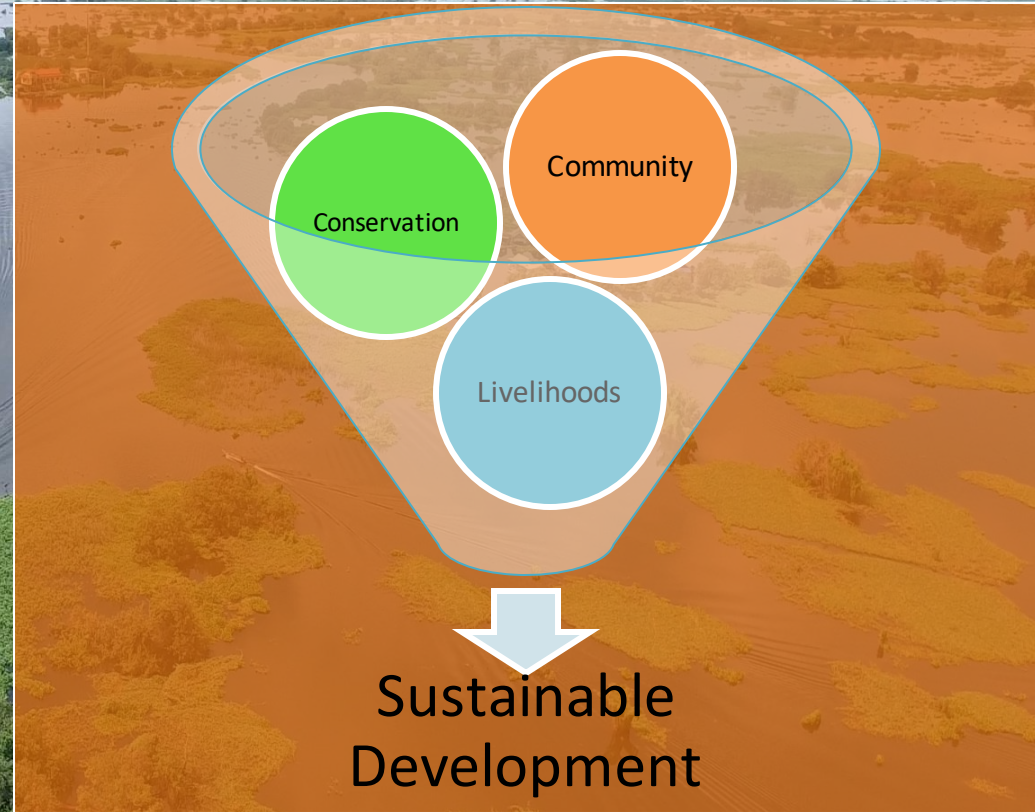 Community
Conservation
Livelihoods
Sustainable
Development